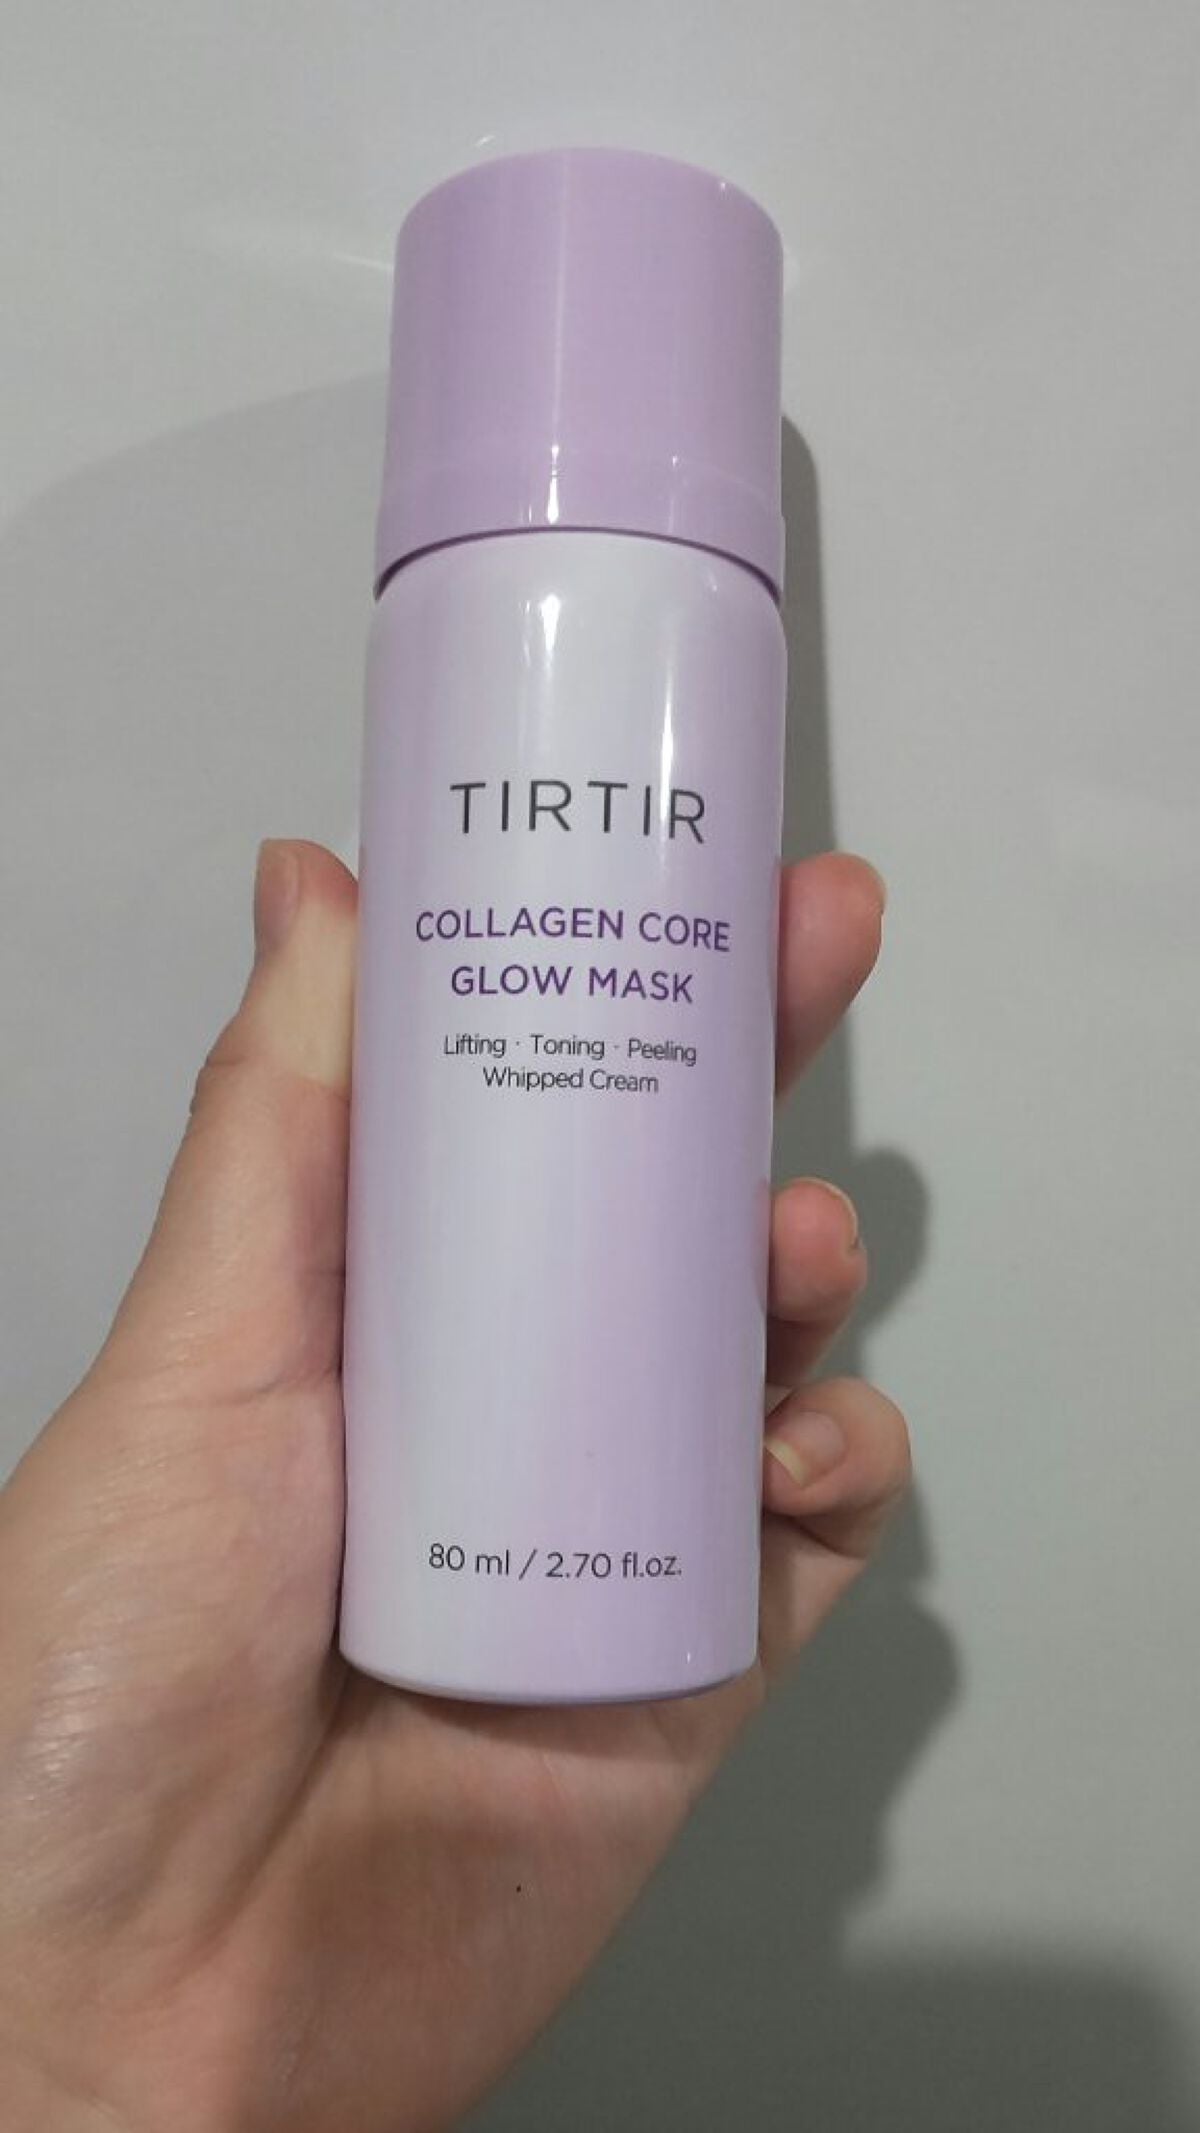 TIRTIR
COLLAGEN CORE
GLOW MASK
Lifting · Toning · Peeling
Whipped Cream
80 ml / 2.70 fl.oz.